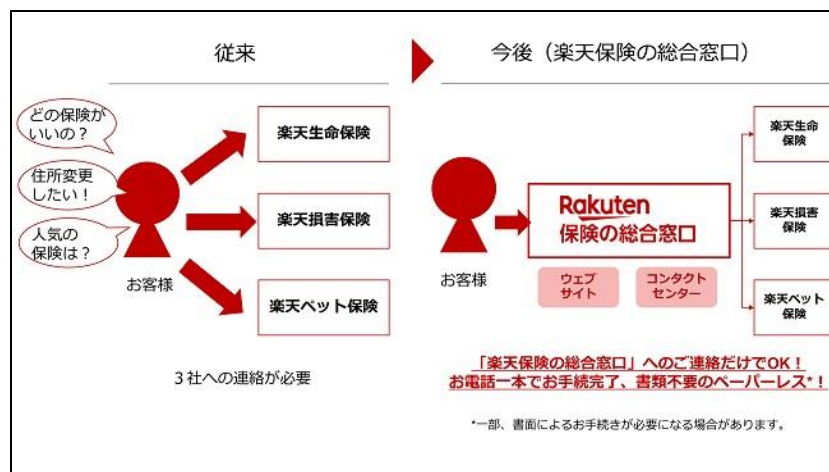 従来
今後（楽天保険の総合窓口）
どの保険が
いいの？
住所変更
したい！
人気の
保険は？
お客様
楽天生命保険
楽天損害保険
楽天ペット保険
3社への連絡が必要
お客様
Rakuten
保険の総合窓口
ウェブ
サイト
コンタクト
センター
楽天生命
保険
楽天損害
保険
楽天ペット
保険
「楽天保険の総合窓口」へのご連絡だけでOK！
お電話一本でお手続完了、書類不要のペーパーレス*！
*一部、書面によるお手続きが必要になる場合があります。